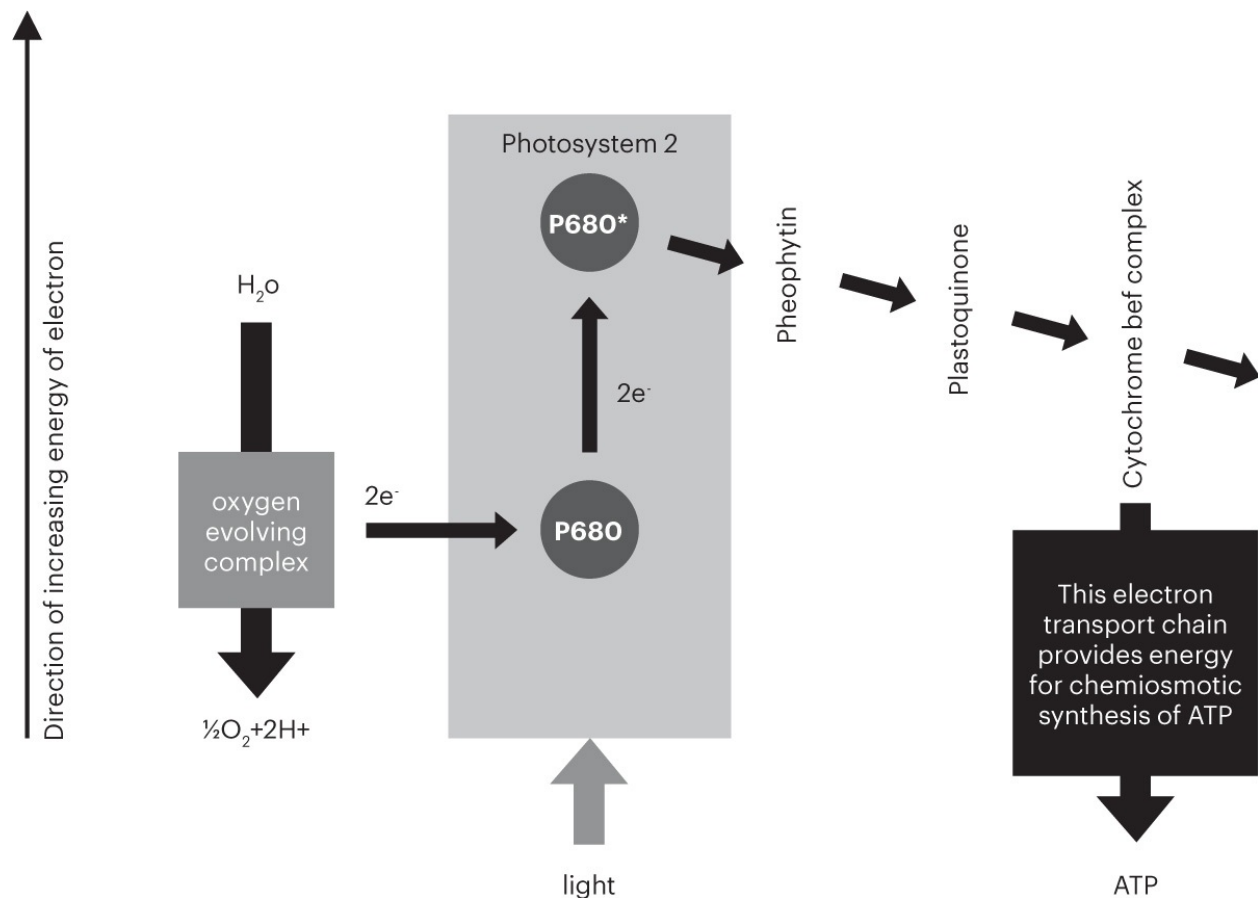 Direction of increasing energy of electron
H₂o
oxygen
evolving
complex
½O₂+2H+
2e⁻
Photosystem 2
P680*
2e⁻
P680
light
Pheophytin
Plastoquinone
Cytochrome bef complex
This electron
transport chain
provides energy
for chemiosmotic
synthesis of ATP
ATP